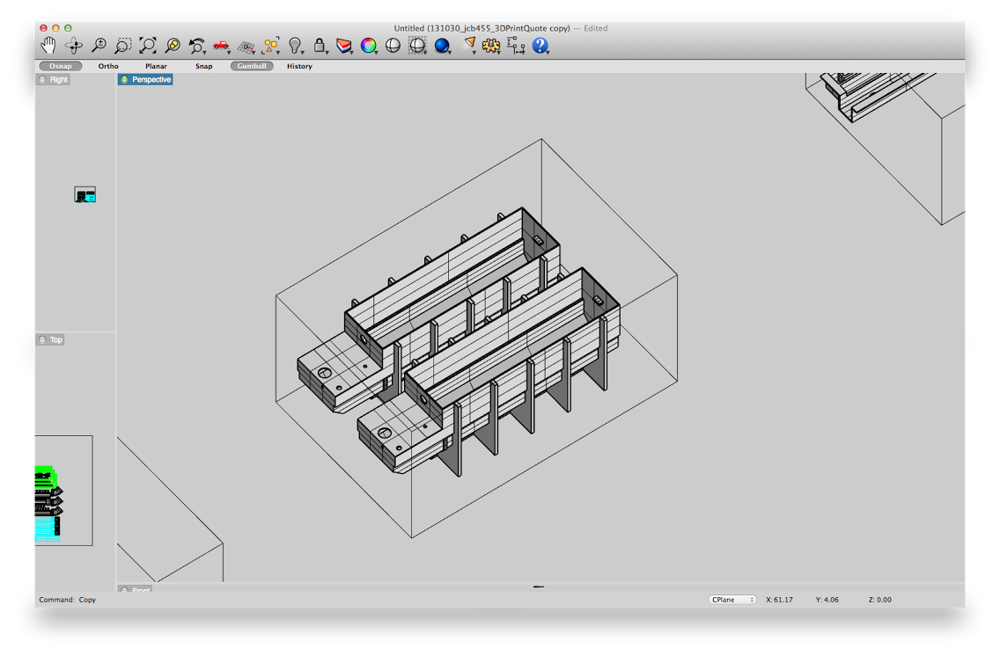 Untitled (131030_jcb455_3DPrintQuote copy) — Edited
Osnap Ortho Planar Snap Gumball History
Right
Perspective
Top
Front
Command: Copy
CPlane X: 61.17 Y: 4.06 Z: 0.00